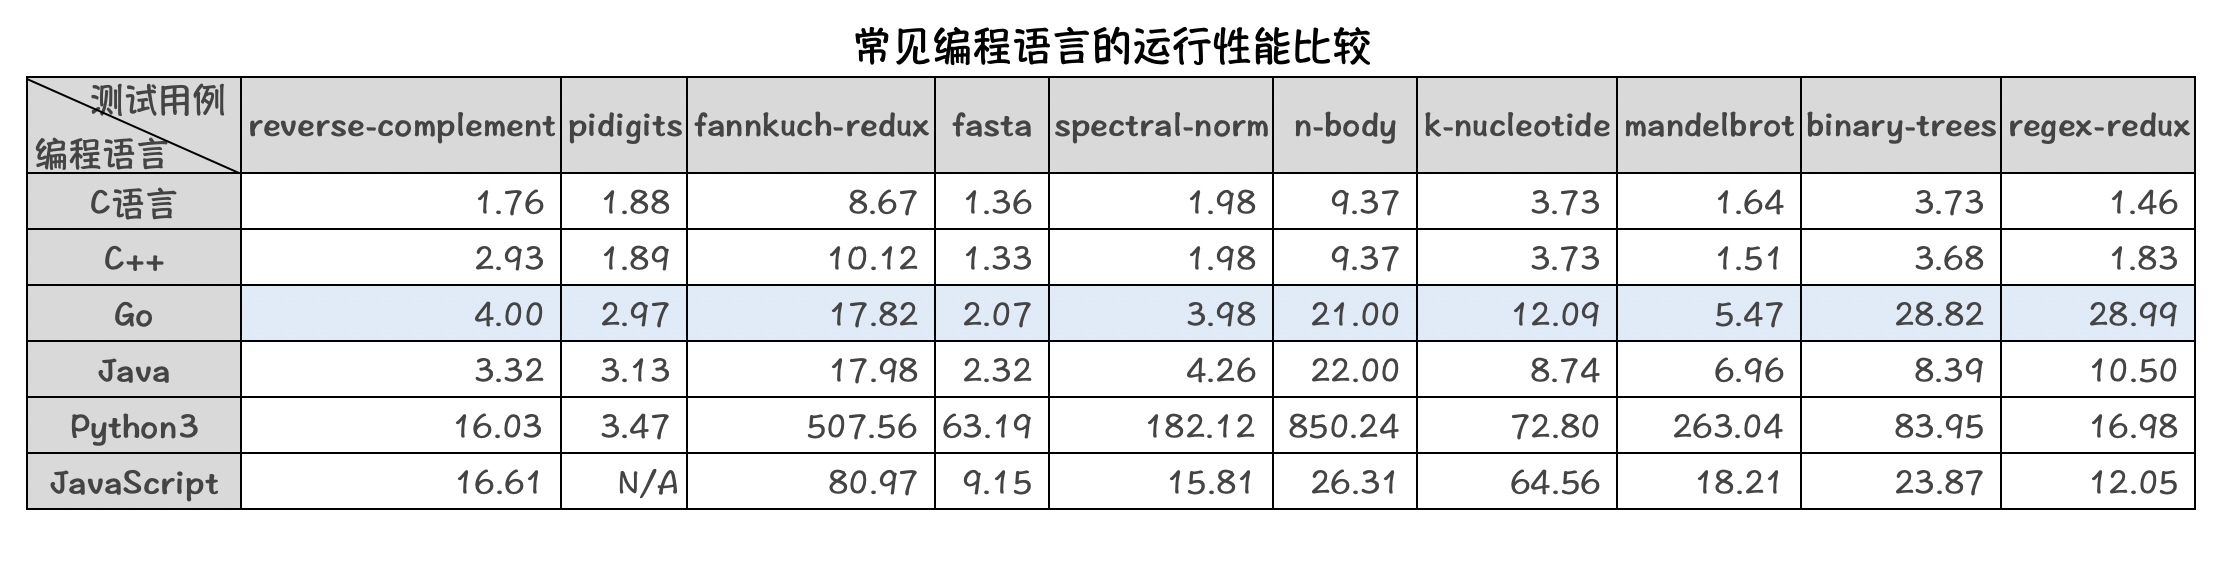 常见编程语言的运行性能比较
测试用例
编程语言 reverse-complement pidigits fannkuch-redux fasta spectral-norm n-body k-nucleotide mandelbrot binary-trees regex-redux
C语言 1.76 1.88 8.67 1.36 1.98 9.37 3.73 1.64 3.73 1.46
C++ 2.93 1.89 10.12 1.33 1.98 9.37 3.73 1.51 3.68 1.83
Go 4.00 2.97 17.82 2.07 3.98 21.00 12.09 5.47 28.82 28.99
Java 3.32 3.13 17.98 2.32 4.26 22.00 8.74 6.96 8.39 10.50
Python3 16.03 3.47 507.56 63.19 182.12 850.24 72.80 263.04 83.95 16.98
JavaScript 16.61 N/A 80.97 9.15 15.81 26.31 64.56 18.21 23.87 12.05